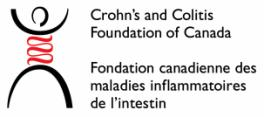 Crohn's and Colitis
Foundation of Canada
Fondation canadienne des
maladies inflammatoires
de l'intestin